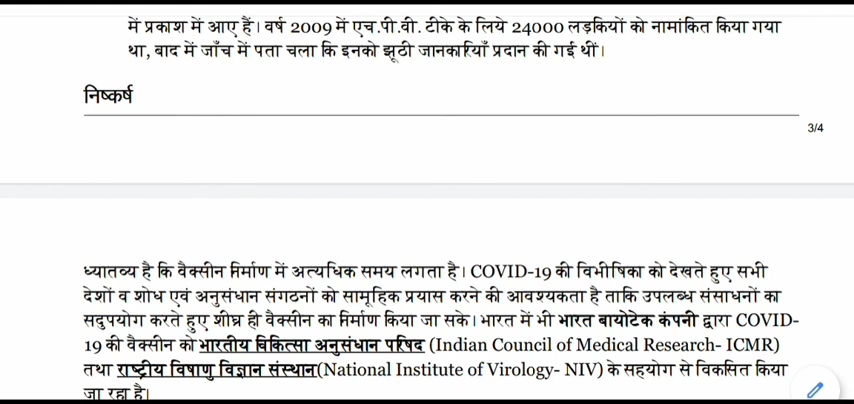 में प्रकाश में आए हैं। वर्ष 2009 में एच.पी.वी. टीके के लिये 24000 लड़कियों को नामांकित किया गया
था, बाद में जाँच में पता चला कि इनको झूठी जानकारियाँ प्रदान की गई थीं।
निष्कर्ष
3/4
ध्यातव्य है कि वैक्सीन निर्माण में अत्यधिक समय लगता है। COVID-19 की विभीषिका को देखते हुए सभी
देशों व शोध एवं अनुसंधान संगठनों को सामूहिक प्रयास करने की आवश्यकता है ताकि उपलब्ध संसाधनों का
सदुपयोग करते हुए शीघ्र ही वैक्सीन का निर्माण किया जा सके। भारत में भी भारत बायोटेक कंपनी द्वारा COVID-
19 की वैक्सीन को भारतीय चिकित्सा अनुसंधान परिषद (Indian Council of Medical Research- ICMR)
तथा राष्ट्रीय विषाणु विज्ञान संस्थान(National Institute of Virology- NIV) के सहयोग से विकसित किया
जा रहा है।